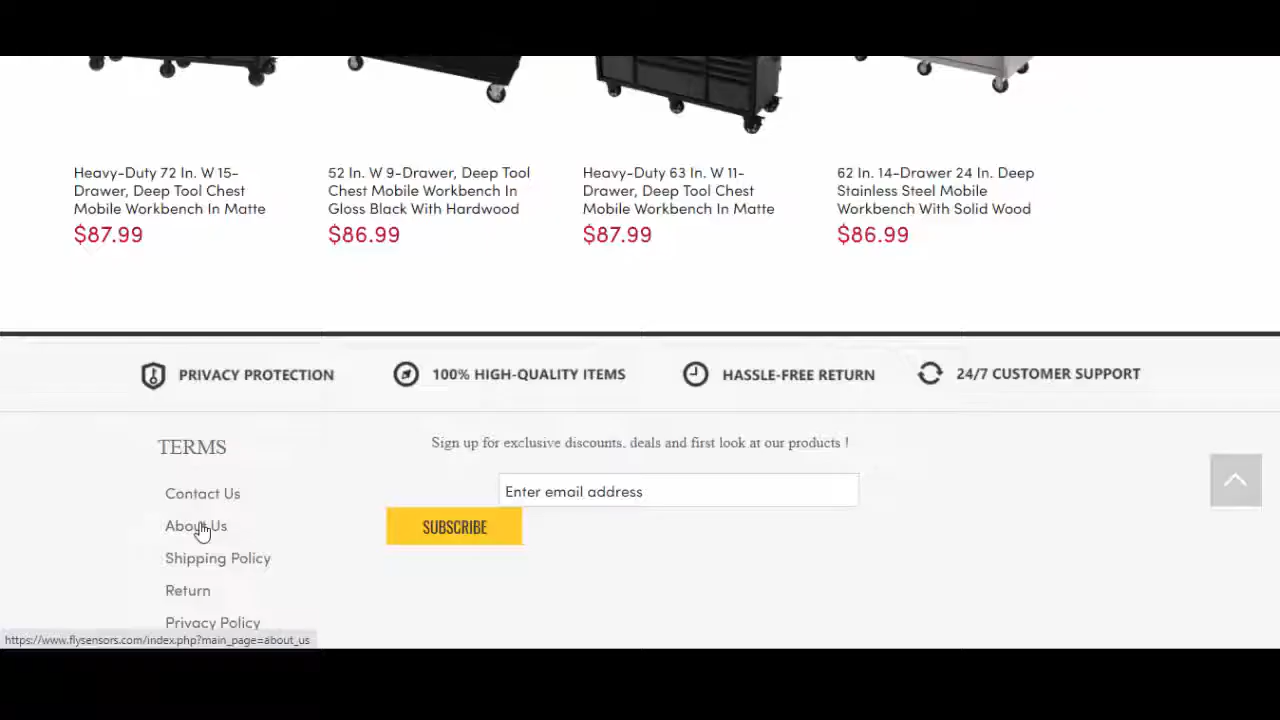 Heavy-Duty 72 In. W 15-
Drawer, Deep Tool Chest
Mobile Workbench In Matte
$87.99
52 In. W 9-Drawer, Deep Tool
Chest Mobile Workbench In
Gloss Black With Hardwood
$86.99
Heavy-Duty 63 In. W 11-
Drawer, Deep Tool Chest
Mobile Workbench In Matte
$87.99
62 In. 14-Drawer 24 In. Deep
Stainless Steel Mobile
Workbench With Solid Wood
$86.99
PRIVACY PROTECTION
100% HIGH-QUALITY ITEMS
HASSLE-FREE RETURN
24/7 CUSTOMER SUPPORT
TERMS
Contact Us
About Us
Shipping Policy
Return
Privacy Policy
Sign up for exclusive discounts, deals and first look at our products !
Enter email address
SUBSCRIBE
https://www.flysensors.com/index.php?main_page=about_us